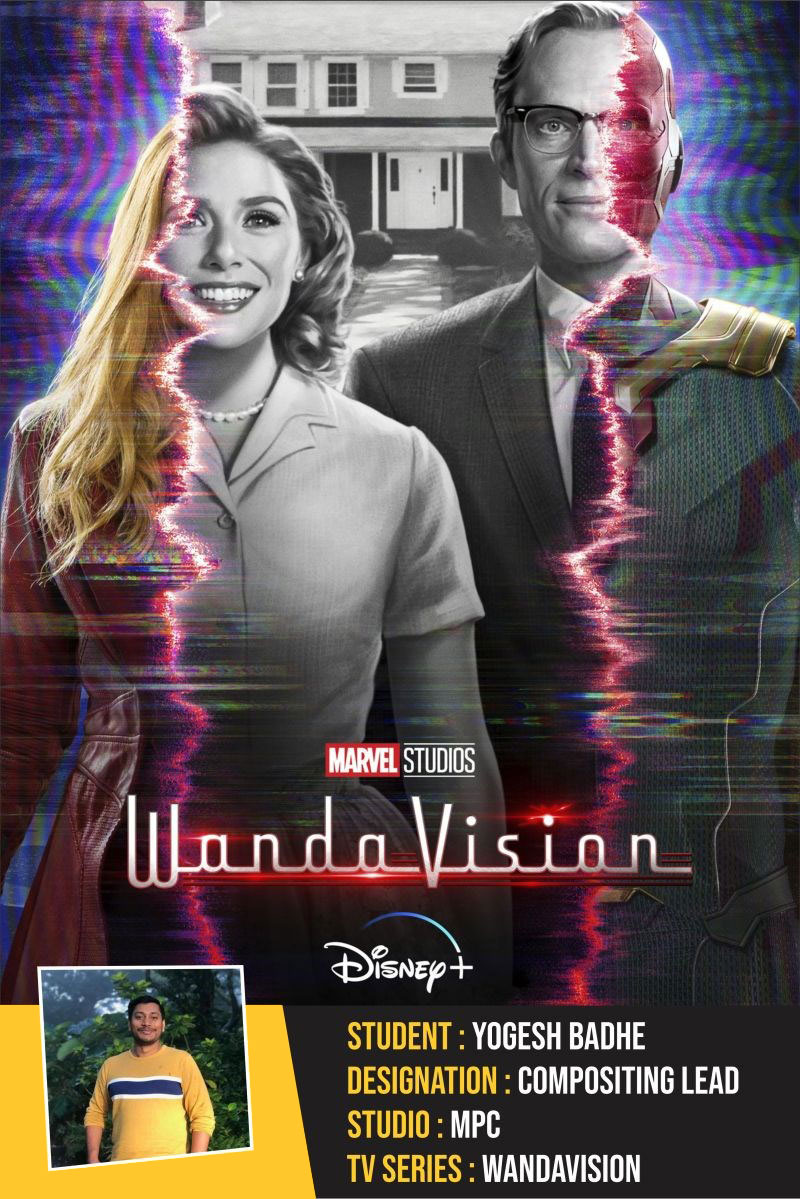 MARVEL STUDIOS
WandaVision
Disney+
STUDENT : YOGESH BADHE
DESIGNATION : COMPOSITING LEAD
STUDIO : MPC
TV SERIES : WANDAVISION